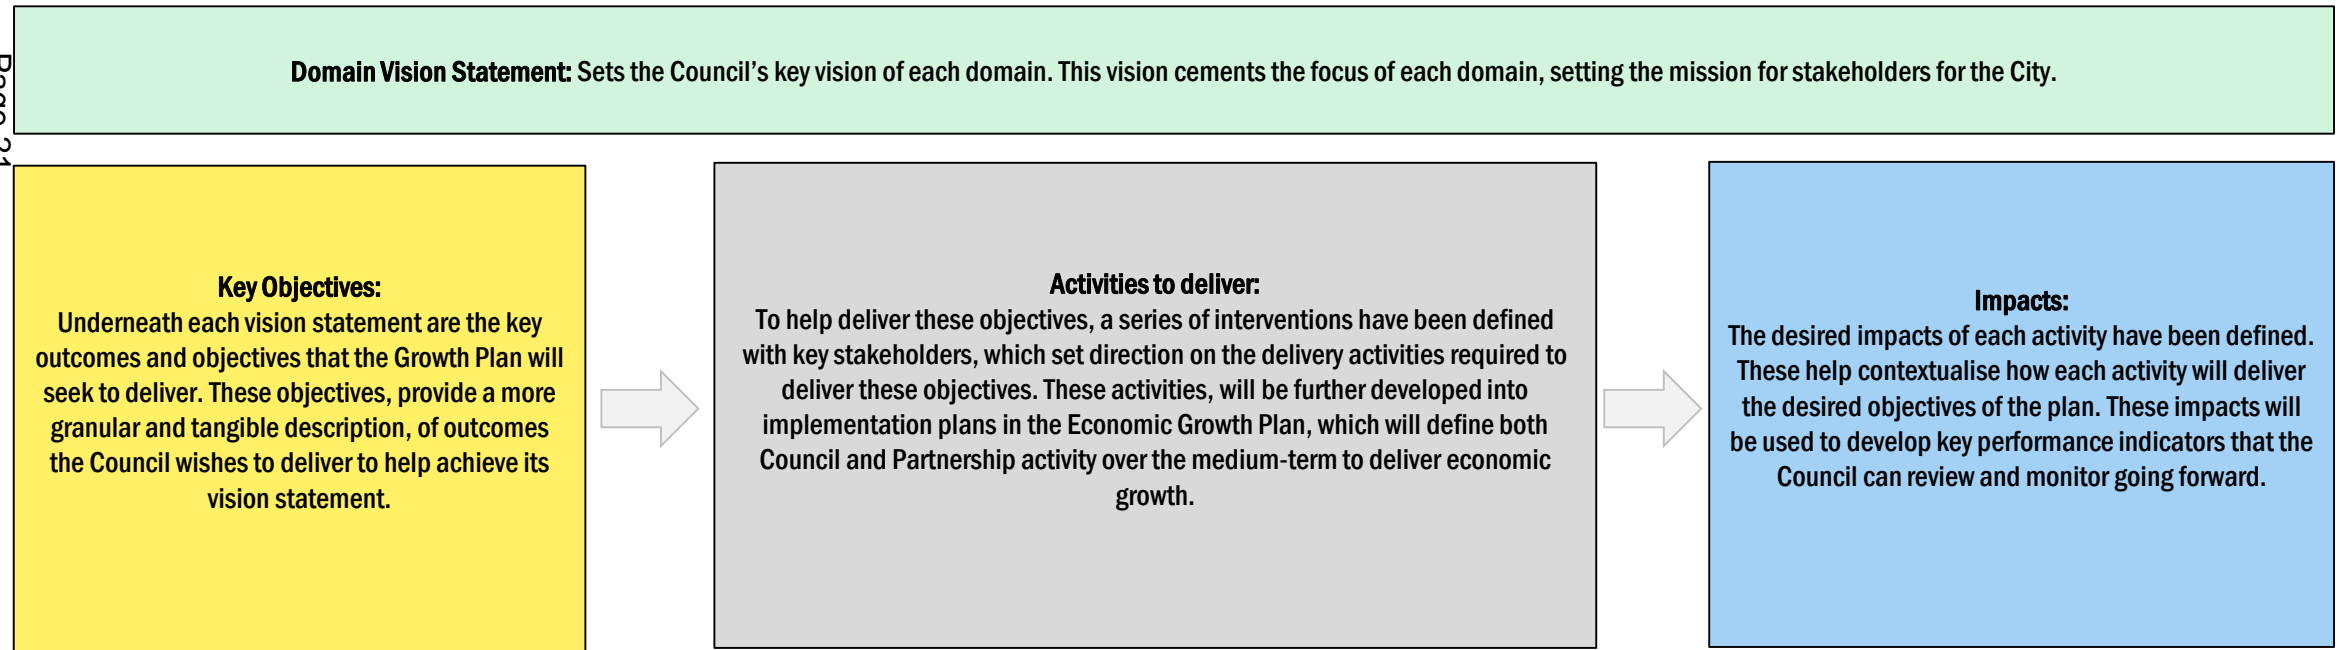 Page 21
Domain Vision Statement: Sets the Council's key vision of each domain. This vision cements the focus of each domain, setting the mission for stakeholders for the City.
Key Objectives:
Underneath each vision statement are the key
outcomes and objectives that the Growth Plan will
seek to deliver. These objectives, provide a more
granular and tangible description, of outcomes
the Council wishes to deliver to help achieve its
vision statement.
Activities to deliver:
To help deliver these objectives, a series of interventions have been defined
with key stakeholders, which set direction on the delivery activities required to
deliver these objectives. These activities, will be further developed into
implementation plans in the Economic Growth Plan, which will define both
Council and Partnership activity over the medium-term to deliver economic
growth.
Impacts:
The desired impacts of each activity have been defined.
These help contextualise how each activity will deliver
the desired objectives of the plan. These impacts will
be used to develop key performance indicators that the
Council can review and monitor going forward.